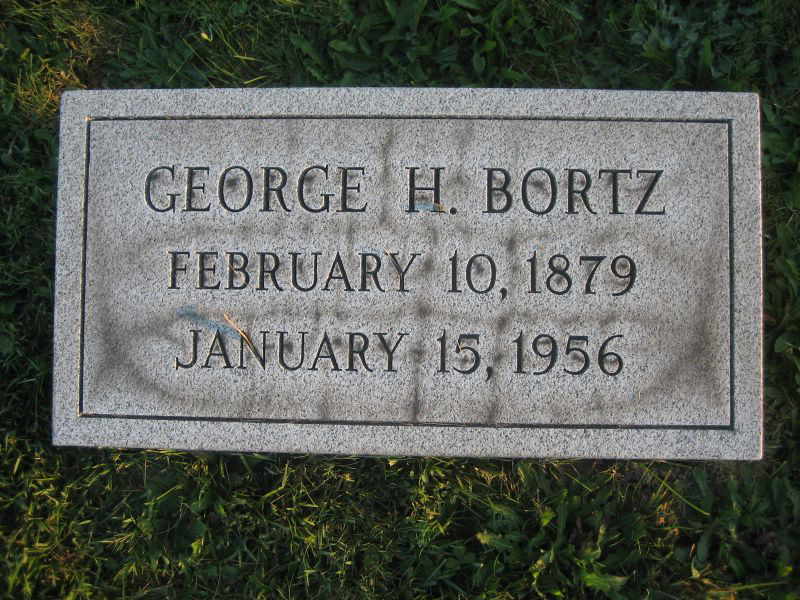 GEORGE H. BORTZ
FEBRUARY 10, 1879
JANUARY 15, 1956